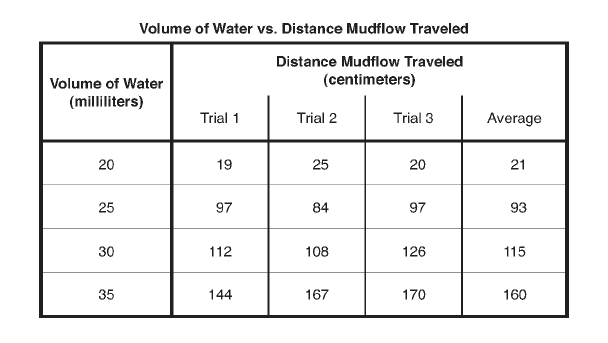 Volume of Water vs. Distance Mudflow Traveled
Volume of Water
(milliliters)
Distance Mudflow Traveled
(centimeters)
Trial 1 Trial 2 Trial 3 Average
20 19 25 20 21
25 97 84 97 93
30 112 108 126 115
35 144 167 170 160